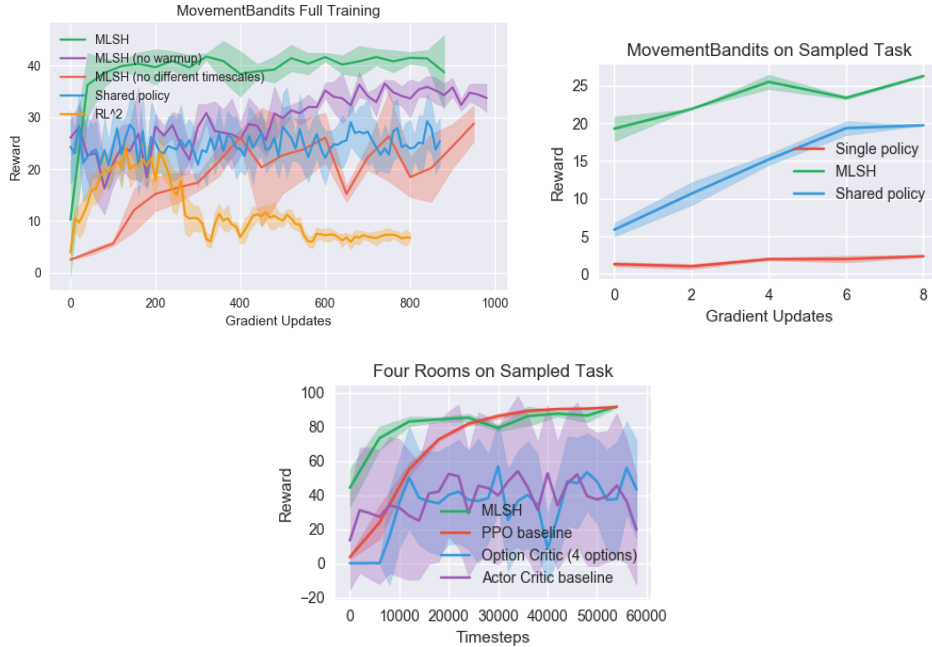 MovementBandits Full Training
MLSH
MLSH (no warmup)
MLSH (no different timescales)
Shared policy
RL^2
40
30
20
10
0
Reward
0
200
400
600
800
1000
Gradient Updates
MovementBandits on Sampled Task
25
20
15
10
5
0
Reward
Single policy
MLSH
Shared policy
0
2
4
6
8
Gradient Updates
Four Rooms on Sampled Task
100
80
60
40
20
0
−20
Reward
MLSH
PPO baseline
Option Critic (4 options)
Actor Critic baseline
0
10000
20000
30000
40000
50000
60000
Timesteps